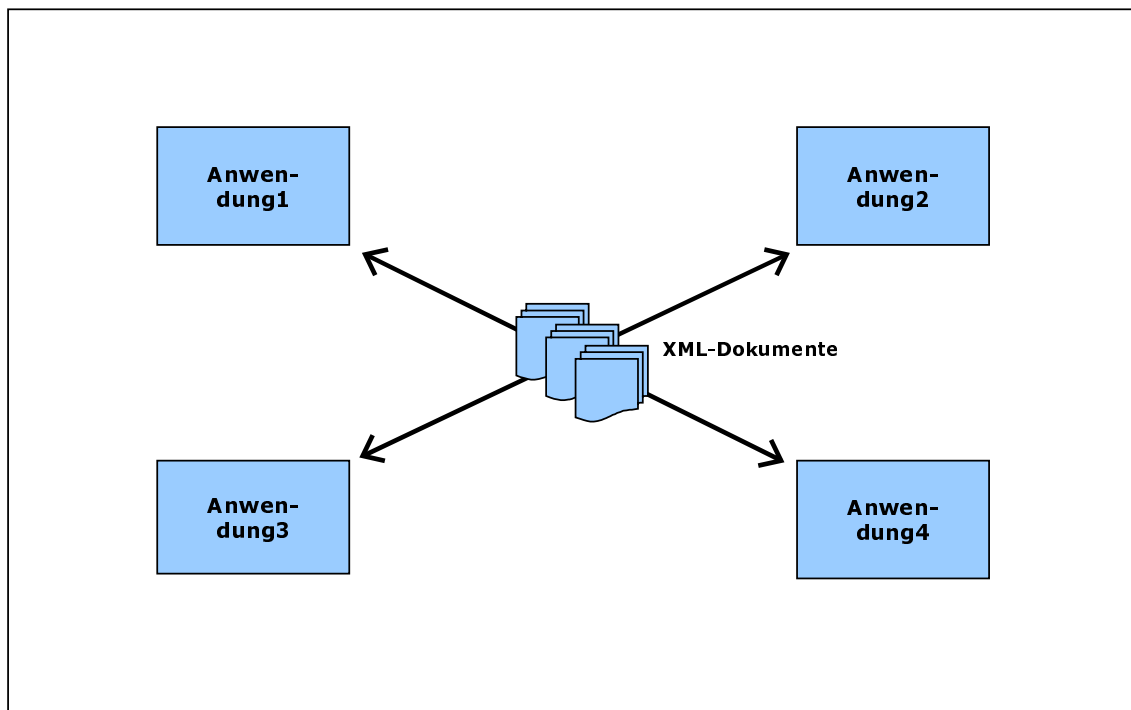 Anwen-
dung1
Anwen-
dung2
XML-Dokumente
Anwen-
dung3
Anwen-
dung4